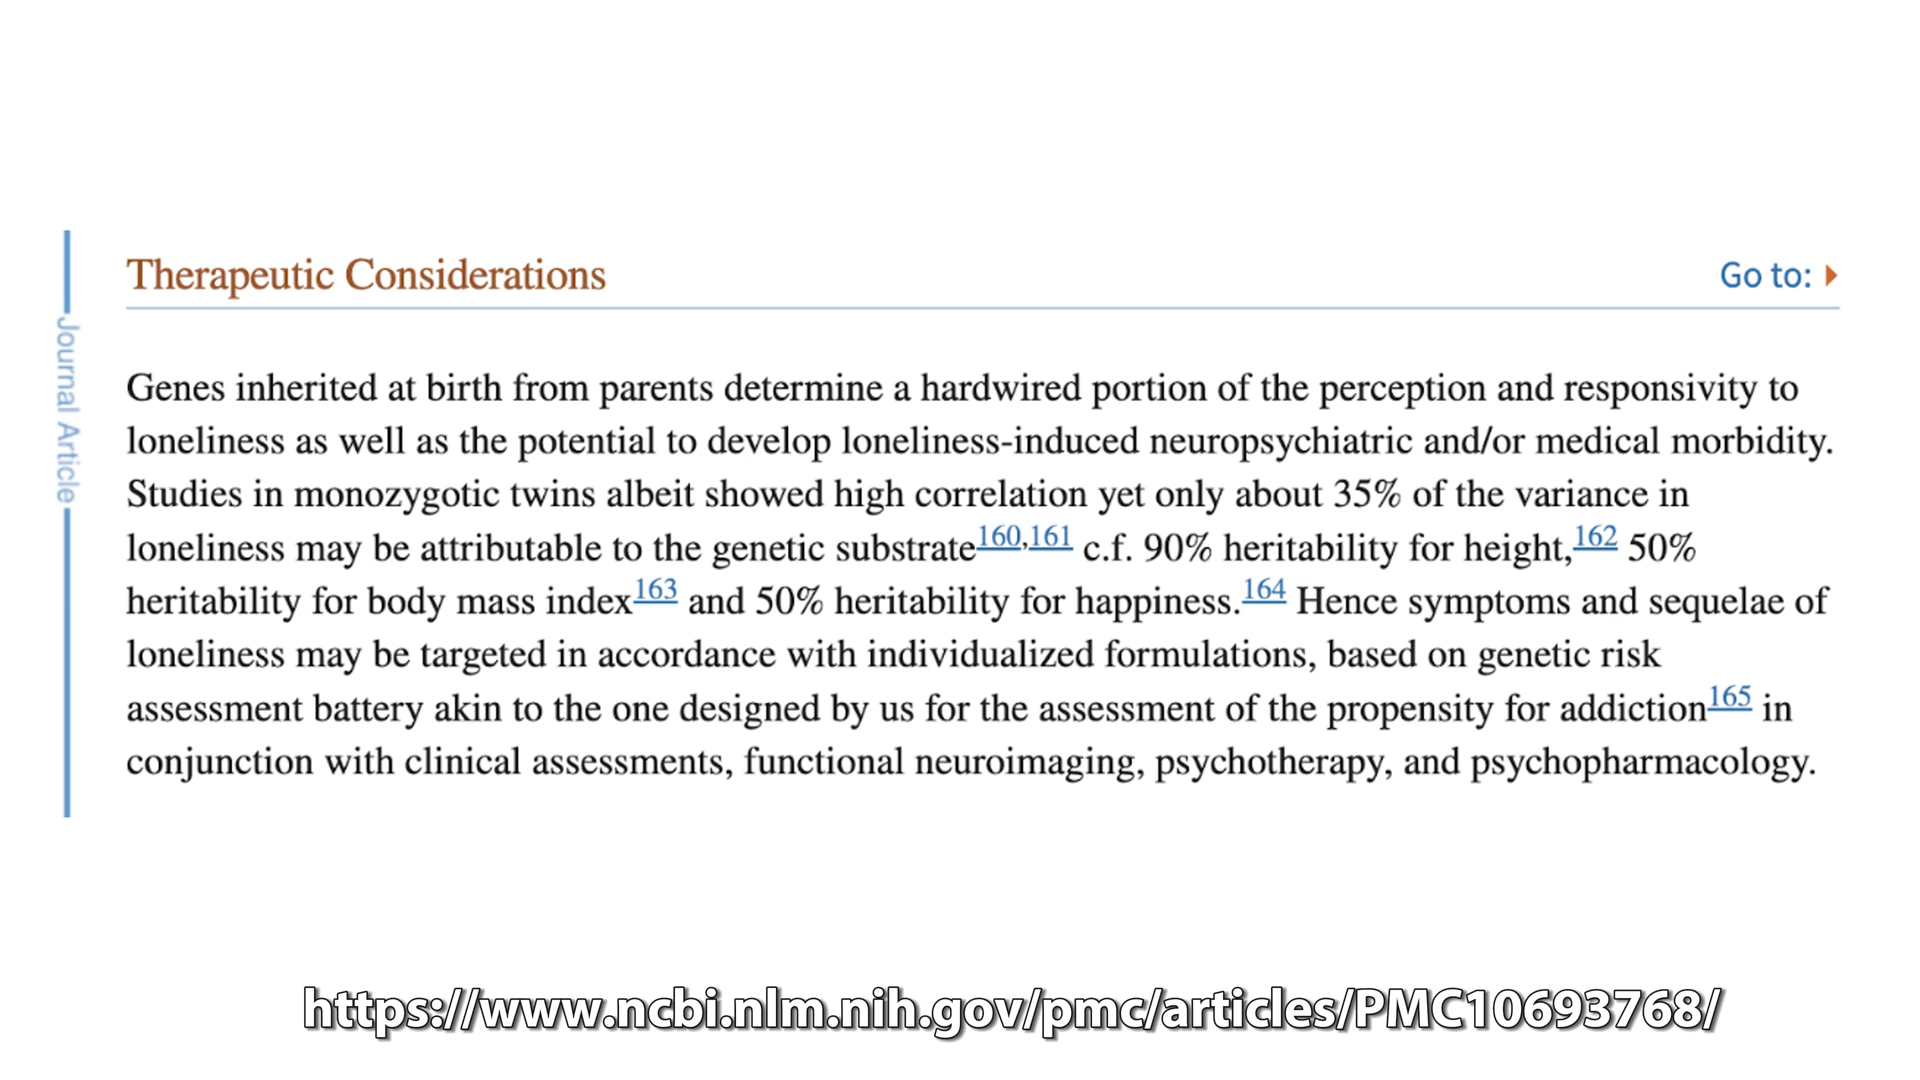 Therapeutic Considerations
Go to:
Journal Article
Genes inherited at birth from parents determine a hardwired portion of the perception and responsivity to
loneliness as well as the potential to develop loneliness-induced neuropsychiatric and/or medical morbidity.
Studies in monozygotic twins albeit showed high correlation yet only about 35% of the variance in
loneliness may be attributable to the genetic substrate160,161 c.f. 90% heritability for height,162 50%
heritability for body mass index163 and 50% heritability for happiness.164 Hence symptoms and sequelae of
loneliness may be targeted in accordance with individualized formulations, based on genetic risk
assessment battery akin to the one designed by us for the assessment of the propensity for addiction165 in
conjunction with clinical assessments, functional neuroimaging, psychotherapy, and psychopharmacology.
https://www.ncbi.nlm.nih.gov/pmc/articles/PMC10693768/